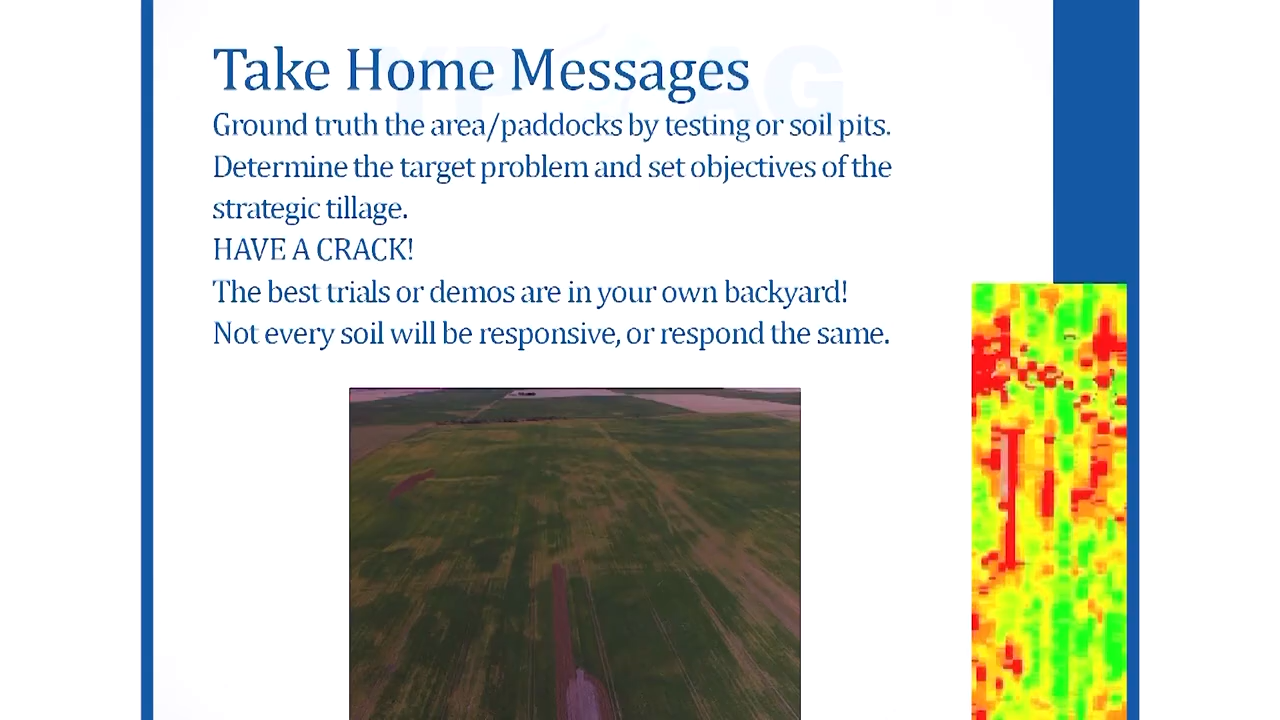 Take Home Messages
Ground truth the area/paddocks by testing or soil pits.
Determine the target problem and set objectives of the
strategic tillage.
HAVE A CRACK!
The best trials or demos are in your own backyard!
Not every soil will be responsive, or respond the same.